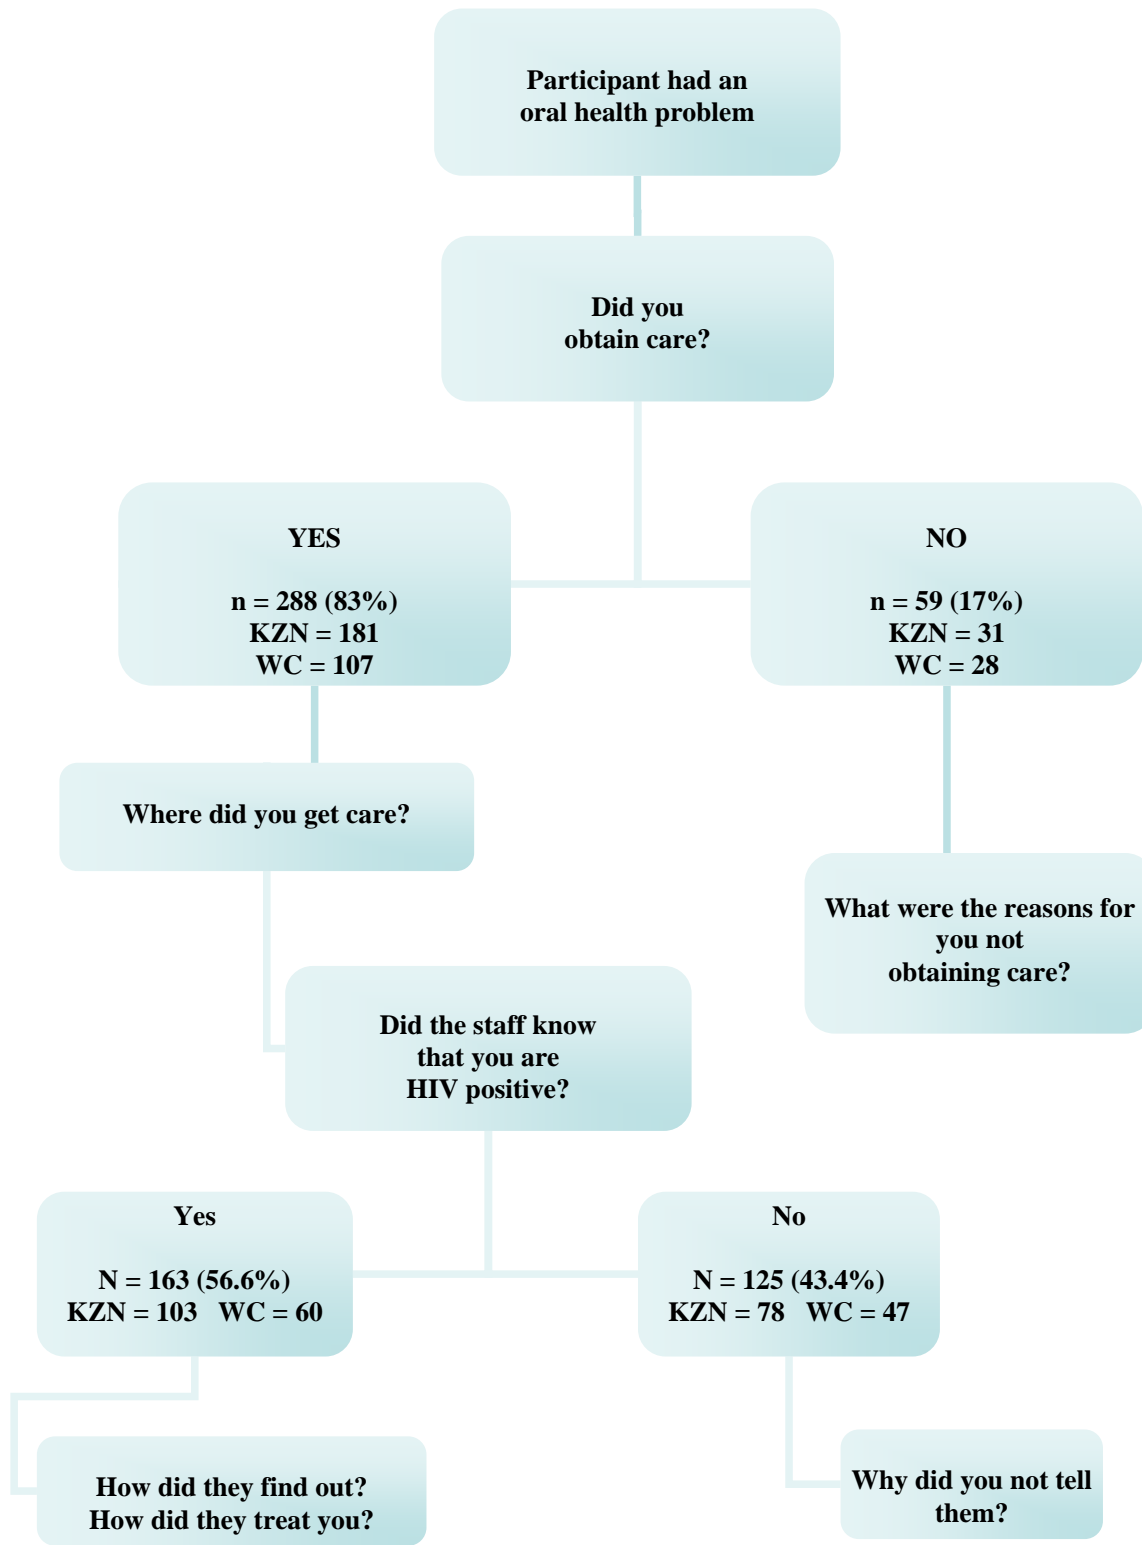 Participant had an
oral health problem
Did you
obtain care?
YES
n = 288 (83%)
KZN = 181
WC = 107
NO
n = 59 (17%)
KZN = 31
WC = 28
Where did you get care?
What were the reasons for
you not
obtaining care?
Did the staff know
that you are
HIV positive?
Yes
N = 163 (56.6%)
KZN = 103   WC = 60
No
N = 125 (43.4%)
KZN = 78   WC = 47
How did they find out?
How did they treat you?
Why did you not tell
them?